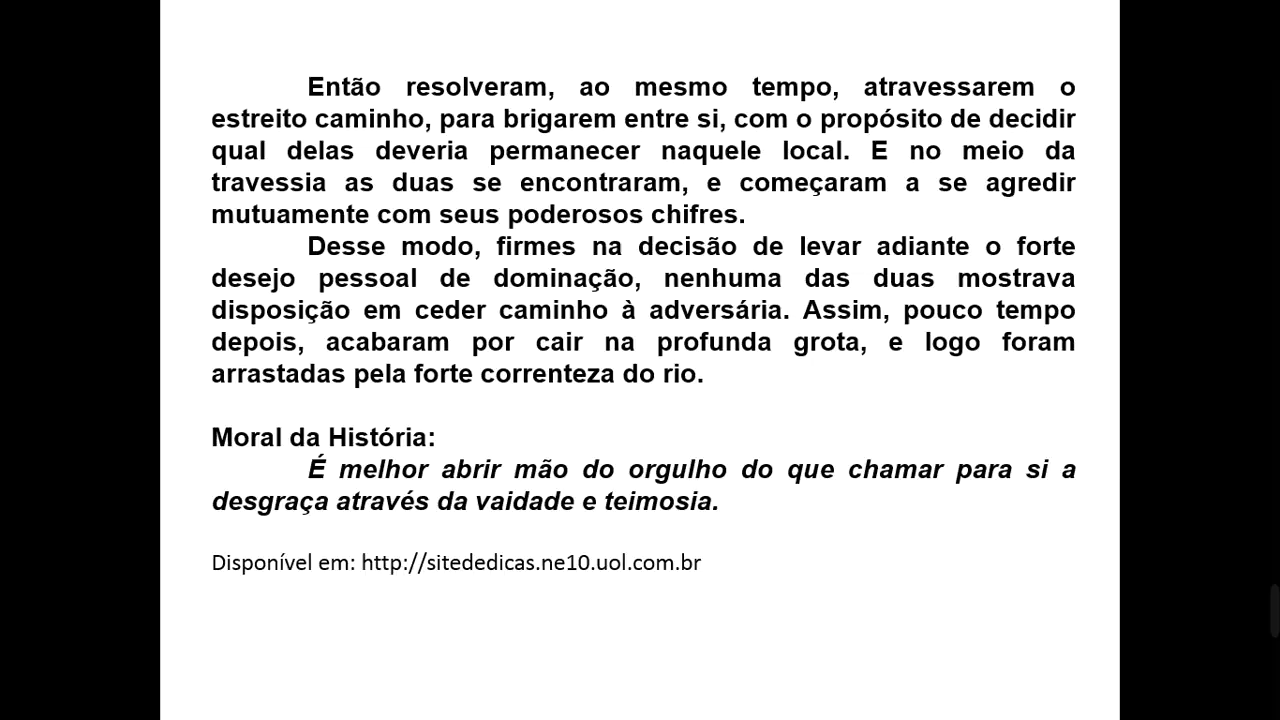 Então resolveram, ao mesmo tempo, atravessarem o
estreito caminho, para brigarem entre si, com o propósito de decidir
qual delas deveria permanecer naquele local. E no meio da
travessia as duas se encontraram, e começaram a se agredir
mutuamente com seus poderosos chifres.
Desse modo, firmes na decisão de levar adiante o forte
desejo pessoal de dominação, nenhuma das duas mostrava
disposição em ceder caminho à adversária. Assim, pouco tempo
depois, acabaram por cair na profunda grota, e logo foram
arrastadas pela forte correnteza do rio.
Moral da História:
É melhor abrir mão do orgulho do que chamar para si a
desgraça através da vaidade e teimosia.
Disponível em: http://sitededicas.ne10.uol.com.br